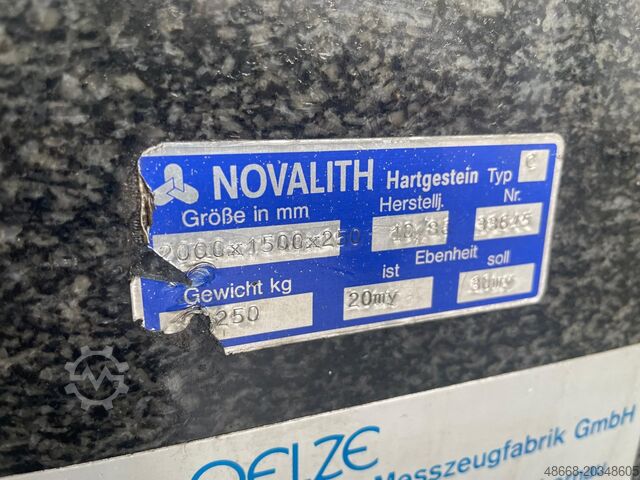 NOVALITH Hartgestein Typ C
Größe in mm Herstellj. Nr.
2000x1500x250
Gewicht kg Ebenheit
ist soll
250 20my
OELZE
Messzeugfabrik GmbH
48668-20348605